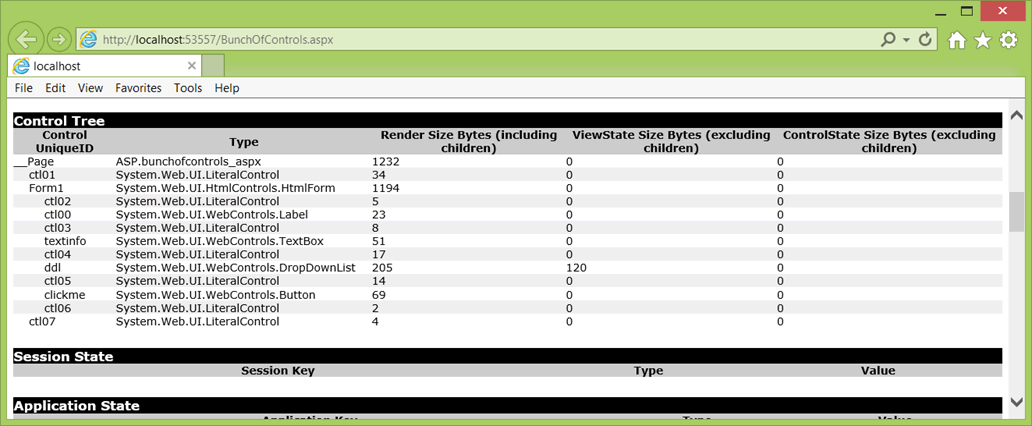 http://localhost:53557/BunchOfControls.aspx
localhost
File Edit View Favorites Tools Help
Control Tree
Control UniqueID Type Render Size Bytes (including children) ViewState Size Bytes (excluding children) ControlState Size Bytes (excluding children)
__Page ASP.bunchofcontrols_aspx 1232 0 0
ctl01 System.Web.UI.LiteralControl 34 0 0
Form1 System.Web.UI.HtmlControls.HtmlForm 1194 0 0
ctl02 System.Web.UI.LiteralControl 5 0 0
ctl00 System.Web.UI.WebControls.Label 23 0 0
ctl03 System.Web.UI.LiteralControl 8 0 0
textinfo System.Web.UI.WebControls.TextBox 51 0 0
ctl04 System.Web.UI.LiteralControl 17 0 0
ddl System.Web.UI.WebControls.DropDownList 205 120 0
ctl05 System.Web.UI.LiteralControl 14 0 0
clickme System.Web.UI.WebControls.Button 69 0 0
ctl06 System.Web.UI.LiteralControl 2 0 0
ctl07 System.Web.UI.LiteralControl 4 0 0
Session State
Session Key Type Value
Application State
Application Key Type Value